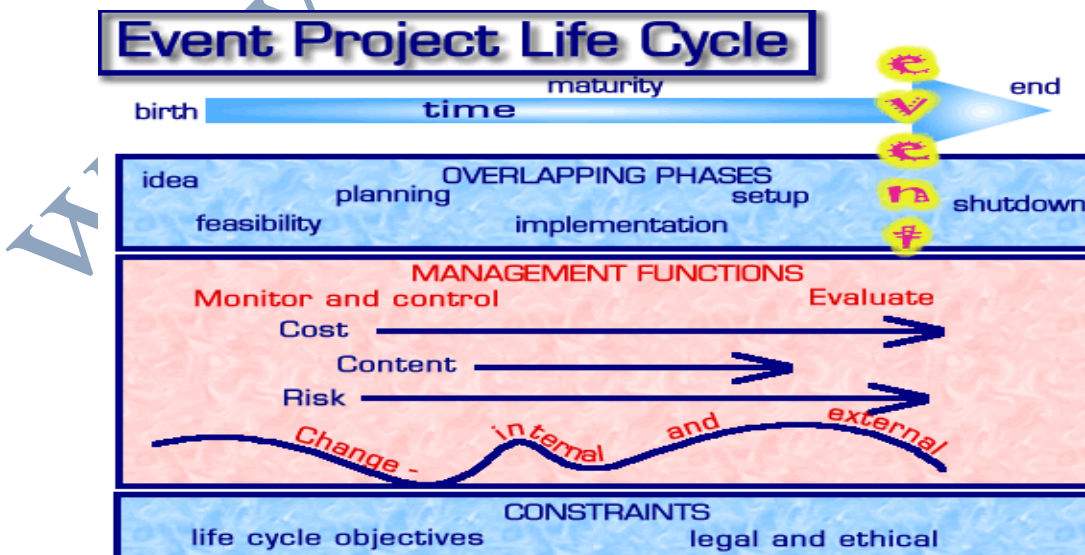 Event Project Life Cycle
maturity
birth
time
end
event
OVERLAPPING PHASES
idea
planning
setup
shutdown
feasibility
implementation
MANAGEMENT FUNCTIONS
Monitor and control
Evaluate
Cost
Content
Risk
Change - internal and external
CONSTRAINTS
life cycle objectives
legal and ethical